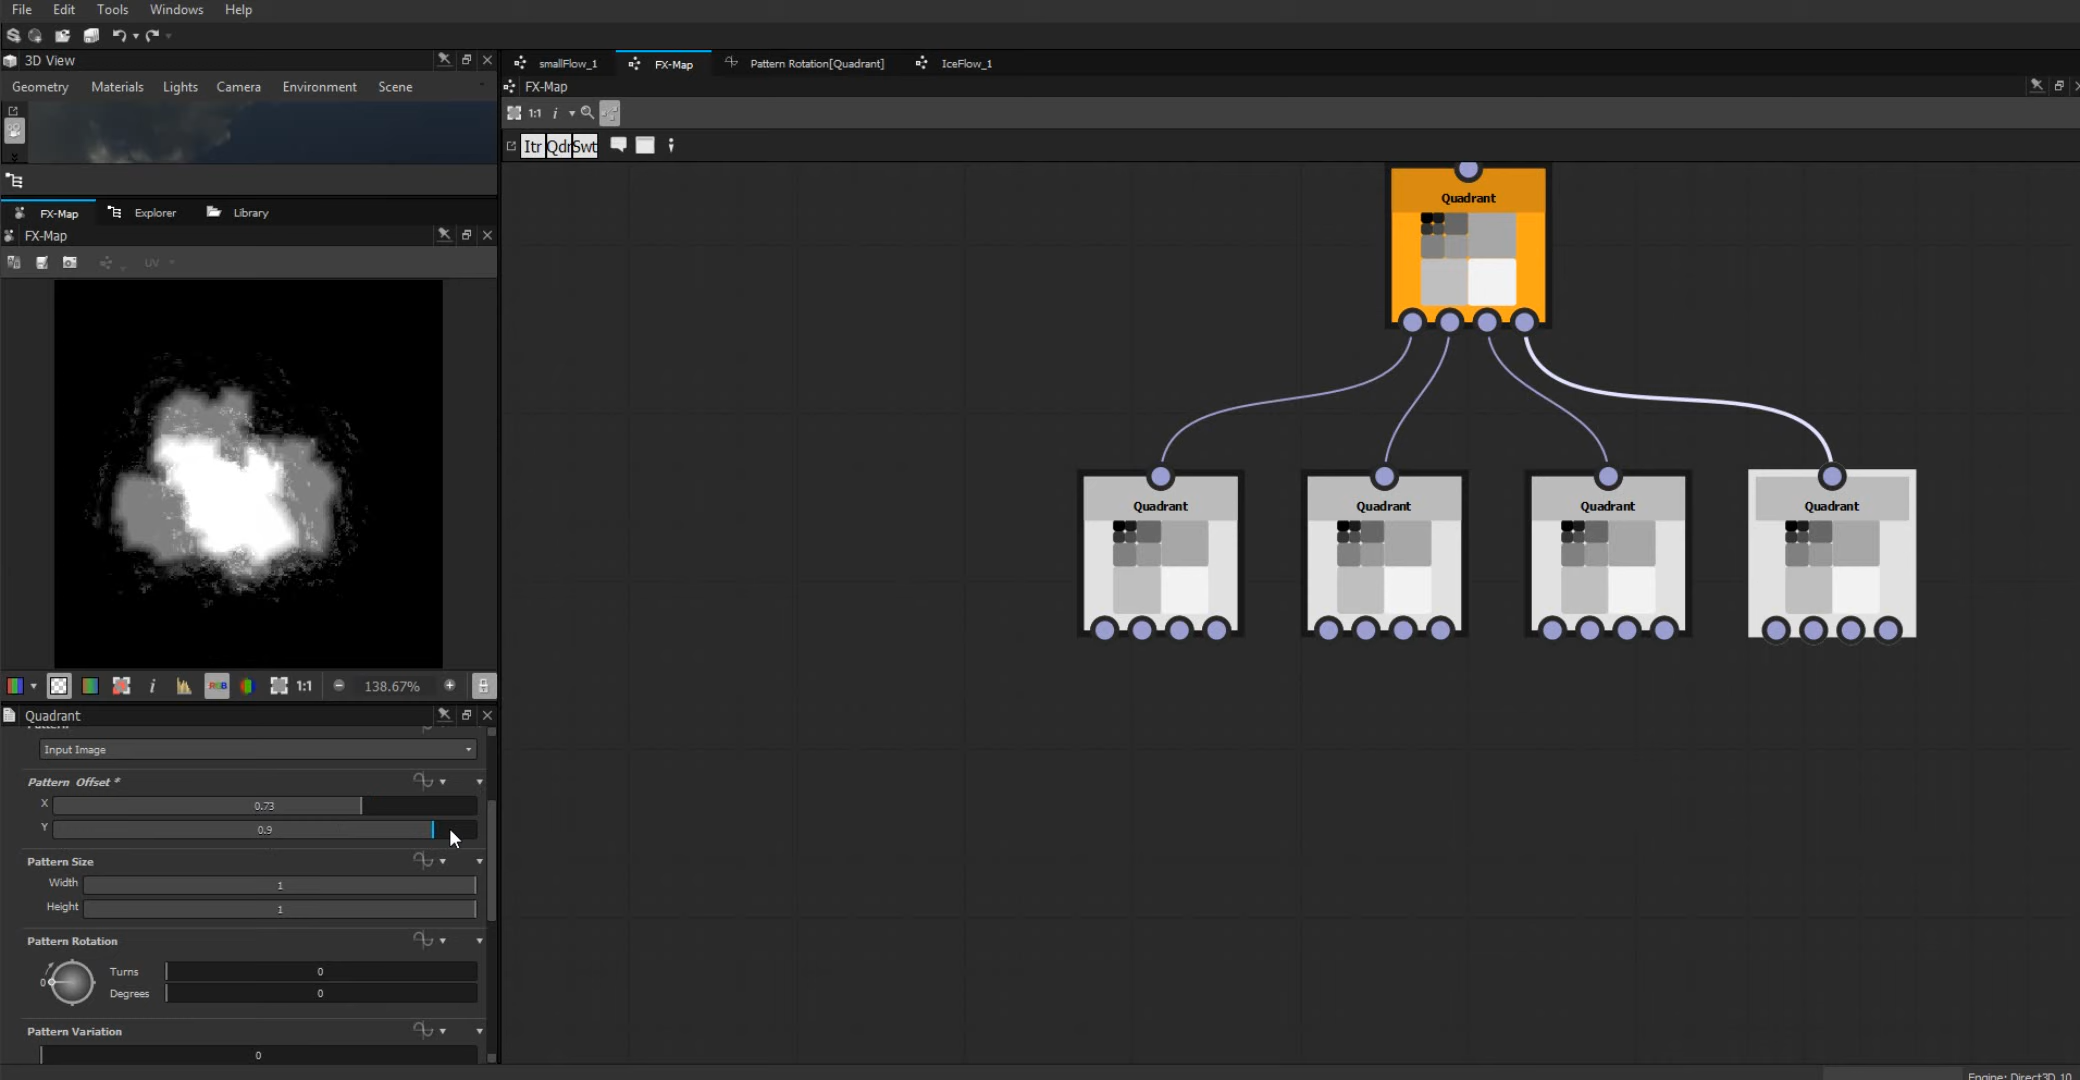 File Edit Tools Windows Help
3D View
Geometry Materials Lights Camera Environment Scene
FX-Map Explorer Library
FX-Map
UV
RGB 1:1 138.67%
Quadrant
Pattern
Input Image
Pattern Offset *
X 0.73
Y 0.9
Pattern Size
Width 1
Height 1
Pattern Rotation
0 Turns 0
Degrees 0
Pattern Variation
0
smallFlow_1 FX-Map Pattern Rotation[Quadrant] IceFlow_1
FX-Map
1:1 i
Itr Qdr Swt
Quadrant
Quadrant Quadrant Quadrant Quadrant
Engine: Direct3D 10